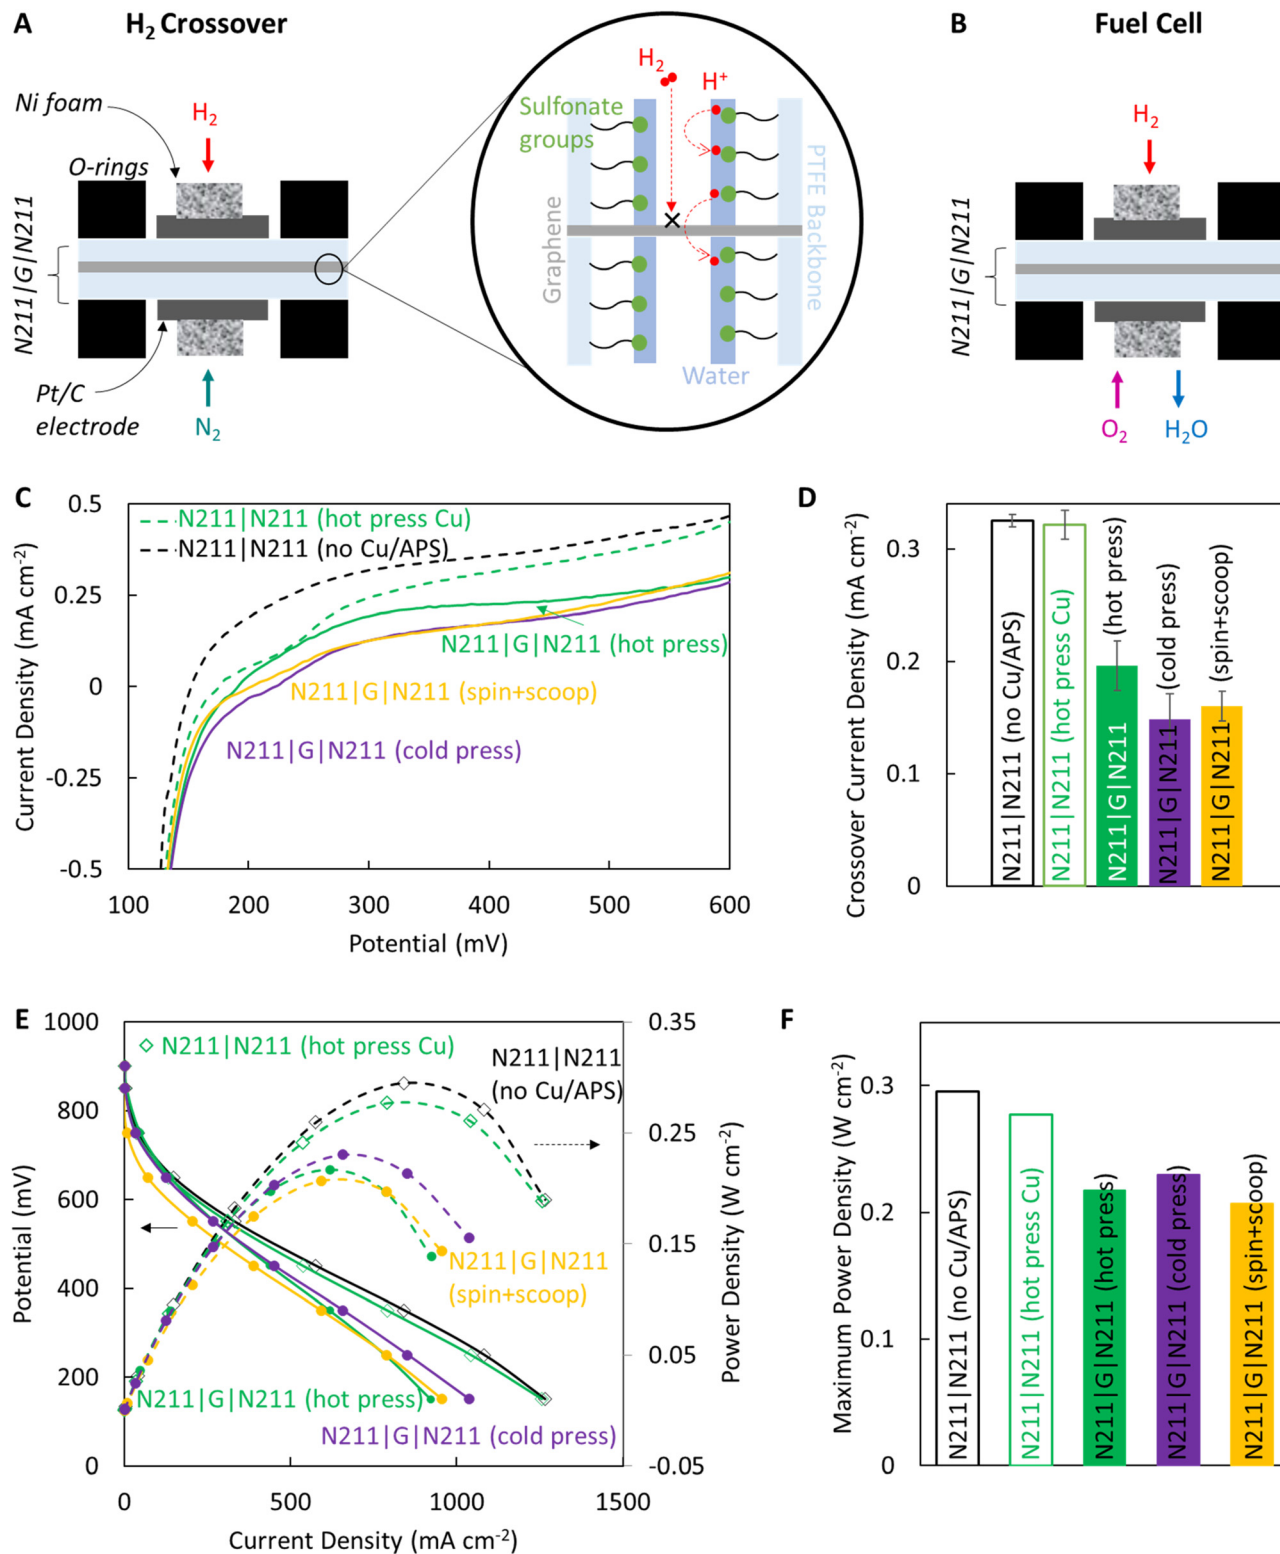 A
H₂ Crossover
Ni foam
H₂
O-rings
N211|G|N211
Pt/C
electrode
N₂
H₂
H⁺
Sulfonate
groups
Graphene
PTFE Backbone
Water
B
Fuel Cell
H₂
N211|G|N211
O₂
H₂O
C
N211|N211 (hot press Cu)
N211|N211 (no Cu/APS)
N211|G|N211 (hot press)
N211|G|N211 (spin+scoop)
N211|G|N211 (cold press)
0.5
0.25
0
-0.25
-0.5
Current Density (mA cm⁻²)
100
200
300
400
500
600
Potential (mV)
D
Crossover Current Density (mA cm⁻²)
0.3
0.2
0.1
0
N211|N211 (no Cu/APS)
N211|N211 (hot press Cu)
N211|G|N211 (hot press)
N211|G|N211 (cold press)
N211|G|N211 (spin+scoop)
E
1000
800
600
400
200
0
Potential (mV)
N211|N211 (hot press Cu)
N211|N211
(no Cu/APS)
N211|G|N211
(spin+scoop)
N211|G|N211 (hot press)
N211|G|N211 (cold press)
0.35
0.25
0.15
0.05
-0.05
Power Density (W cm⁻²)
0
500
1000
1500
Current Density (mA cm⁻²)
F
Maximum Power Density (W cm⁻²)
0.3
0.2
0.1
0
N211|N211 (no Cu/APS)
N211|N211 (hot press Cu)
N211|G|N211 (hot press)
N211|G|N211 (cold press)
N211|G|N211 (spin+scoop)